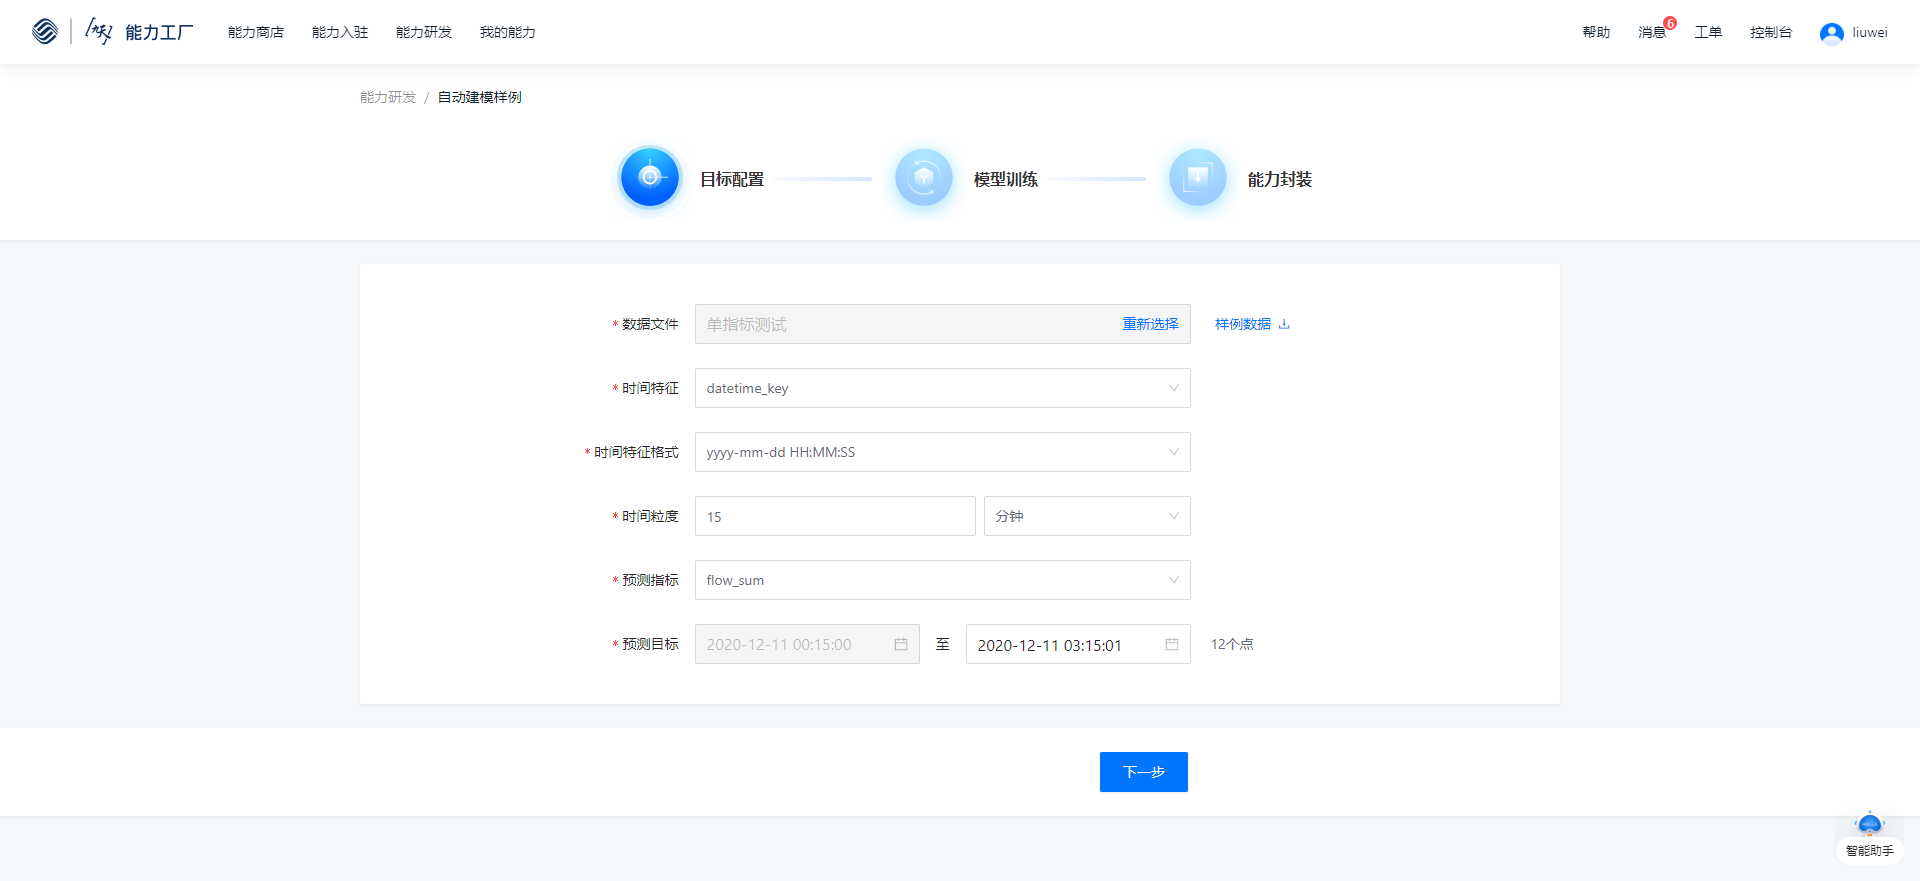 能力工厂 能力商店 能力入驻 能力研发 我的能力 帮助 消息 6 工单 控制台 liuwei
能力研发 / 自动建模样例
目标配置 模型训练 能力封装
* 数据文件 单指标测试 重新选择 样例数据
* 时间特征 datetime_key
* 时间特征格式 yyyy-mm-dd HH:MM:SS
* 时间粒度 15 分钟
* 预测指标 flow_sum
* 预测目标 2020-12-11 00:15:00 至 2020-12-11 03:15:01 12个点
下一步
智能助手